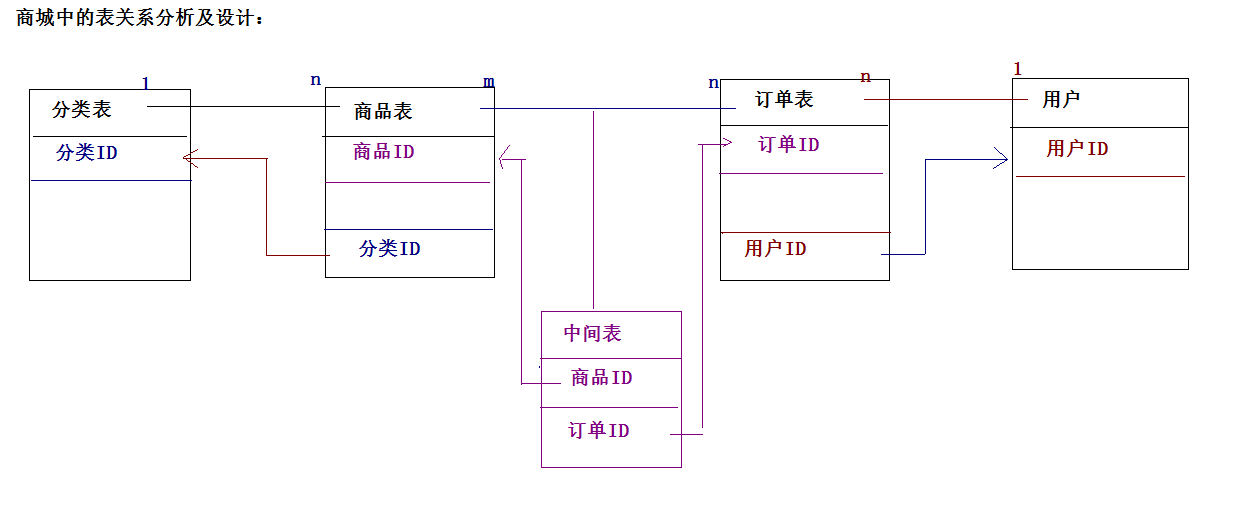 商城中的表关系分析及设计：
1 n m n n 1
分类表 商品表 订单表 用户
分类ID 商品ID 订单ID 用户ID
分类ID 用户ID
中间表
商品ID
订单ID